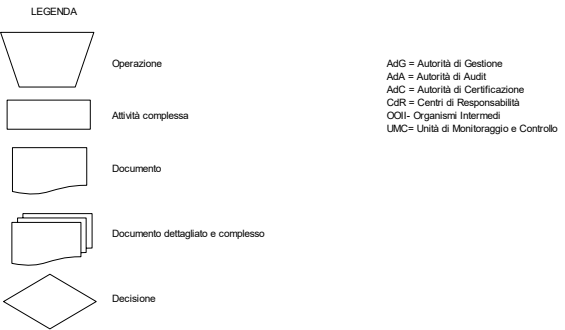 LEGENDA
Operazione
Attività complessa
Documento
Documento dettagliato e complesso
Decisione
AdG = Autorità di Gestione
AdA = Autorità di Audit
AdC = Autorità di Certificazione
CdR = Centri di Responsabilità
OOII- Organismi Intermedi
UMC= Unità di Monitoraggio e Controllo